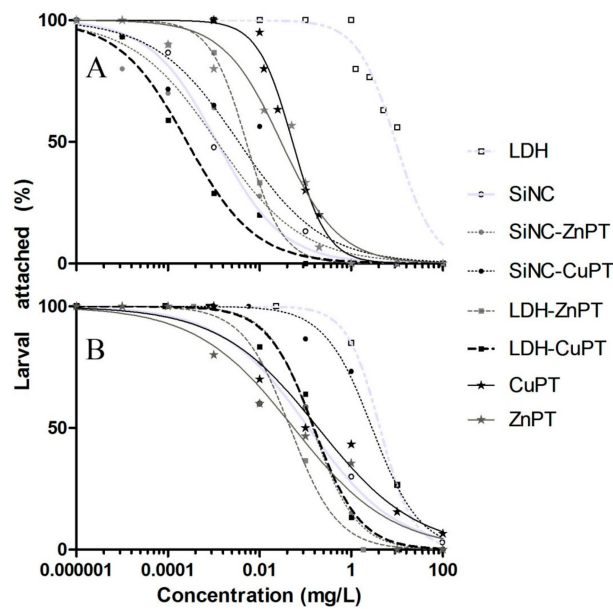 100
A
50
0
100
B
50
0
Larval attached (%)
0.000001 0.0001 0.01 1 100
Concentration (mg/L)
LDH
SiNC
SiNC-ZnPT
SiNC-CuPT
LDH-ZnPT
LDH-CuPT
CuPT
ZnPT